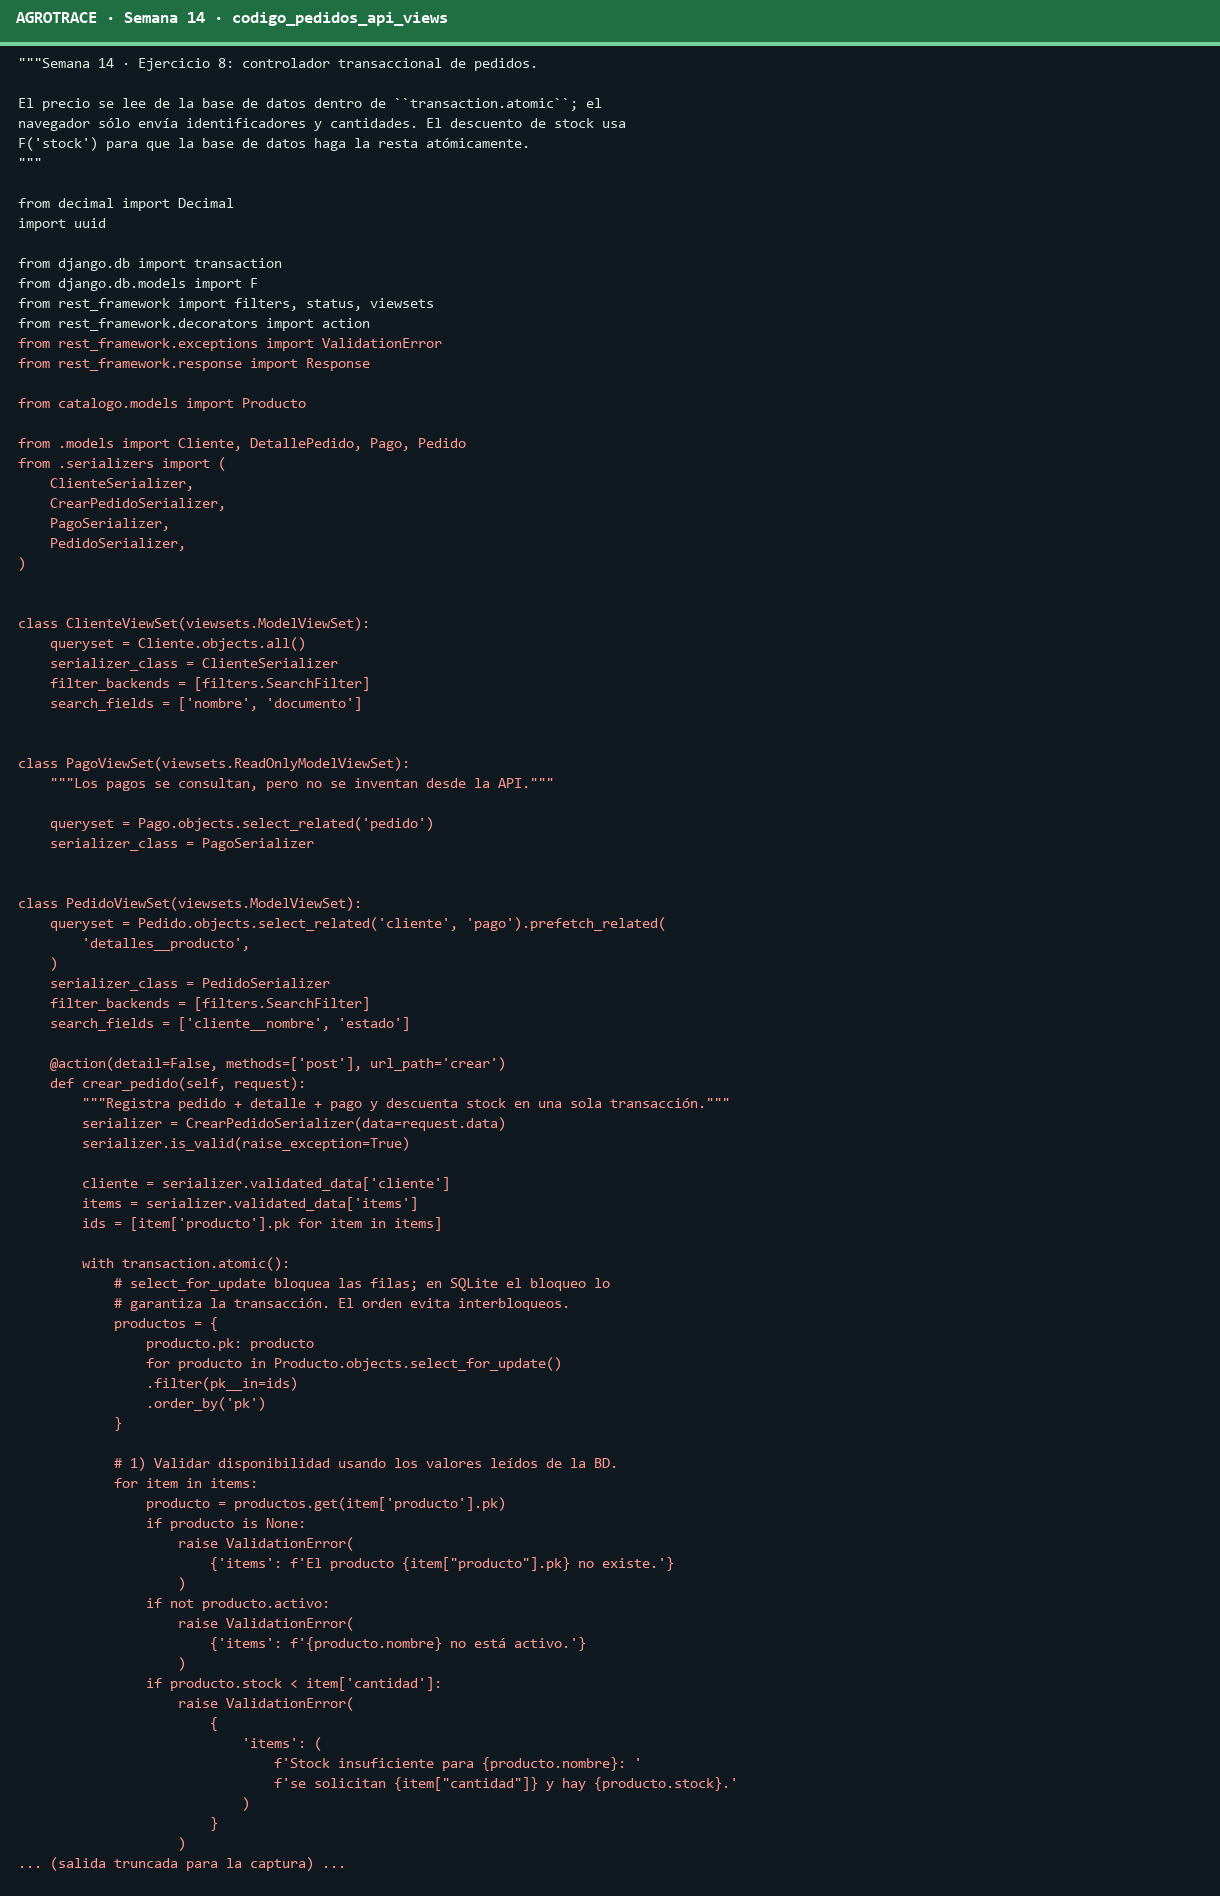 AGROTRACE · Semana 14 · codigo_pedidos_api_views
"""Semana 14 · Ejercicio 8: controlador transaccional de pedidos.

El precio se lee de la base de datos dentro de ``transaction.atomic``; el
navegador sólo envía identificadores y cantidades. El descuento de stock usa
F('stock') para que la base de datos haga la resta atómicamente.
"""

from decimal import Decimal
import uuid

from django.db import transaction
from django.db.models import F
from rest_framework import filters, status, viewsets
from rest_framework.decorators import action
from rest_framework.exceptions import ValidationError
from rest_framework.response import Response

from catalogo.models import Producto

from .models import Cliente, DetallePedido, Pago, Pedido
from .serializers import (
    ClienteSerializer,
    CrearPedidoSerializer,
    PagoSerializer,
    PedidoSerializer,
)


class ClienteViewSet(viewsets.ModelViewSet):
    queryset = Cliente.objects.all()
    serializer_class = ClienteSerializer
    filter_backends = [filters.SearchFilter]
    search_fields = ['nombre', 'documento']


class PagoViewSet(viewsets.ReadOnlyModelViewSet):
    """Los pagos se consultan, pero no se inventan desde la API."""

    queryset = Pago.objects.select_related('pedido')
    serializer_class = PagoSerializer


class PedidoViewSet(viewsets.ModelViewSet):
    queryset = Pedido.objects.select_related('cliente', 'pago').prefetch_related(
        'detalles__producto',
    )
    serializer_class = PedidoSerializer
    filter_backends = [filters.SearchFilter]
    search_fields = ['cliente__nombre', 'estado']

    @action(detail=False, methods=['post'], url_path='crear')
    def crear_pedido(self, request):
        """Registra pedido + detalle + pago y descuenta stock en una sola transacción."""
        serializer = CrearPedidoSerializer(data=request.data)
        serializer.is_valid(raise_exception=True)

        cliente = serializer.validated_data['cliente']
        items = serializer.validated_data['items']
        ids = [item['producto'].pk for item in items]

        with transaction.atomic():
            # select_for_update bloquea las filas; en SQLite el bloqueo lo
            # garantiza la transacción. El orden evita interbloqueos.
            productos = {
                producto.pk: producto
                for producto in Producto.objects.select_for_update()
                .filter(pk__in=ids)
                .order_by('pk')
            }

            # 1) Validar disponibilidad usando los valores leídos de la BD.
            for item in items:
                producto = productos.get(item['producto'].pk)
                if producto is None:
                    raise ValidationError(
                        {'items': f'El producto {item["producto"].pk} no existe.'}
                    )
                if not producto.activo:
                    raise ValidationError(
                        {'items': f'{producto.nombre} no está activo.'}
                    )
                if producto.stock < item['cantidad']:
                    raise ValidationError(
                        {
                            'items': (
                                f'Stock insuficiente para {producto.nombre}: '
                                f'se solicitan {item["cantidad"]} y hay {producto.stock}.'
                            )
                        }
                    )
... (salida truncada para la captura) ...